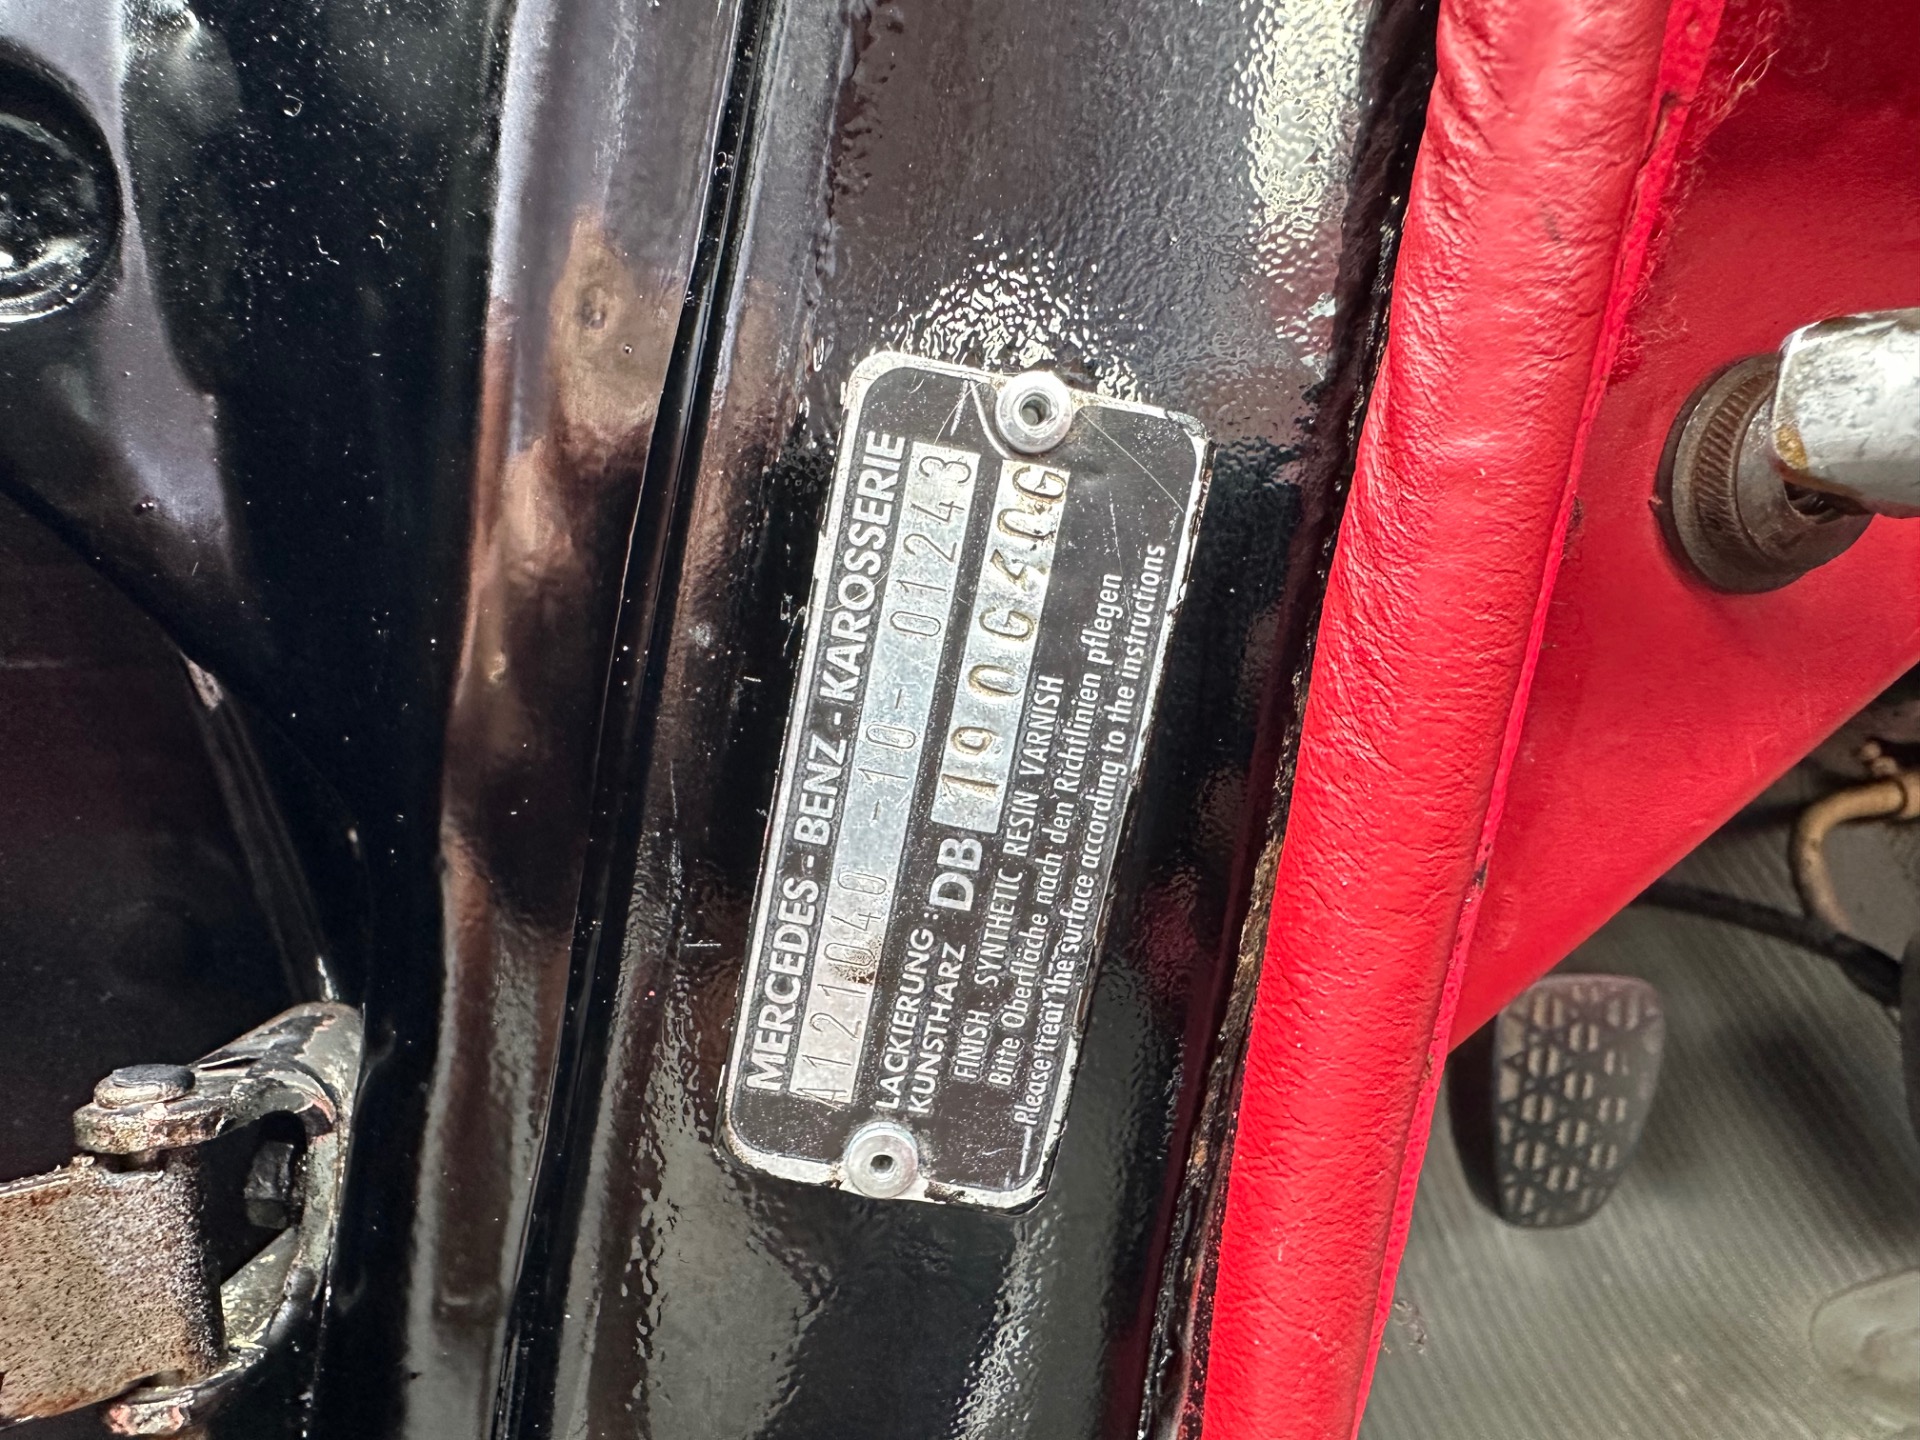 MERCEDES-BENZ-KAROSSERIE
A121040-10-01243
LACKIERUNG:
KUNSTHARZ DB 190G40G
FINISH: SYNTHETIC RESIN VARNISH
Bitte Oberfläche nach den Richtlinien pflegen
Please treat the surface according to the instructions